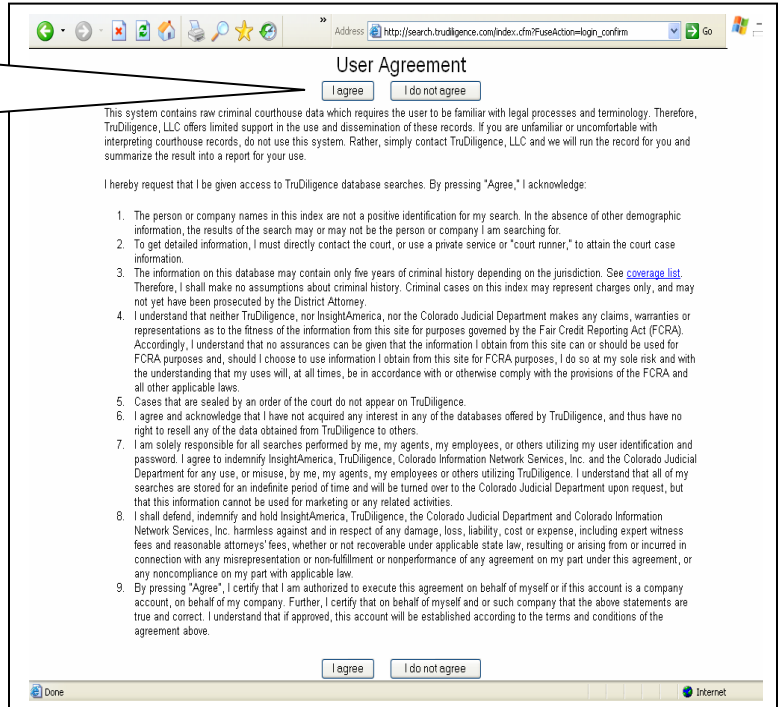 » Address http://search.trudiligence.com/index.cfm?FuseAction=login_confirm Go
User Agreement
I agree I do not agree
This system contains raw criminal courthouse data which requires the user to be familiar with legal processes and terminology. Therefore,
TruDiligence, LLC offers limited support in the use and dissemination of these records. If you are unfamiliar or uncomfortable with
interpreting courthouse records, do not use this system. Rather, simply contact TruDiligence, LLC and we will run the record for you and
summarize the result into a report for your use.
I hereby request that I be given access to TruDiligence database searches. By pressing "Agree," I acknowledge:
1. The person or company names in this index are not a positive identification for my search. In the absence of other demographic
information, the results of the search may or may not be the person or company I am searching for.
2. To get detailed information, I must directly contact the court, or use a private service or "court runner," to attain the court case
information.
3. The information on this database may contain only five years of criminal history depending on the jurisdiction. See coverage list.
Therefore, I shall make no assumptions about criminal history. Criminal cases on this index may represent charges only, and may
not yet have been prosecuted by the District Attorney.
4. I understand that neither TruDiligence, nor InsightAmerica, nor the Colorado Judicial Department makes any claims, warranties or
representations as to the fitness of the information from this site for purposes governed by the Fair Credit Reporting Act (FCRA).
Accordingly, I understand that no assurances can be given that the information I obtain from this site can or should be used for
FCRA purposes and, should I choose to use information I obtain from this site for FCRA purposes, I do so at my sole risk and with
the understanding that my uses will, at all times, be in accordance with or otherwise comply with the provisions of the FCRA and
all other applicable laws.
5. Cases that are sealed by an order of the court do not appear on TruDiligence.
6. I agree and acknowledge that I have not acquired any interest in any of the databases offered by TruDiligence, and thus have no
right to resell any of the data obtained from TruDiligence to others.
7. I am solely responsible for all searches performed by me, my agents, my employees, or others utilizing my user identification and
password. I agree to indemnify InsightAmerica, TruDiligence, Colorado Information Network Services, Inc. and the Colorado Judicial
Department for any use, or misuse, by me, my agents, my employees or others utilizing TruDiligence. I understand that all of my
searches are stored for an indefinite period of time and will be turned over to the Colorado Judicial Department upon request, but
that this information cannot be used for marketing or any related activities.
8. I shall defend, indemnify and hold InsightAmerica, TruDiligence, the Colorado Judicial Department and Colorado Information
Network Services, Inc. harmless against and in respect of any damage, loss, liability, cost or expense, including expert witness
fees and reasonable attorneys' fees, whether or not recoverable under applicable state law, resulting or arising from or incurred in
connection with any misrepresentation or non-fulfillment or nonperformance of any agreement on my part under this agreement, or
any noncompliance on my part with applicable law.
9. By pressing "Agree", I certify that I am authorized to execute this agreement on behalf of myself or if this account is a company
account, on behalf of my company. Further, I certify that on behalf of myself and or such company that the above statements are
true and correct. I understand that if approved, this account will be established according to the terms and conditions of the
agreement above.
I agree I do not agree
Done Internet